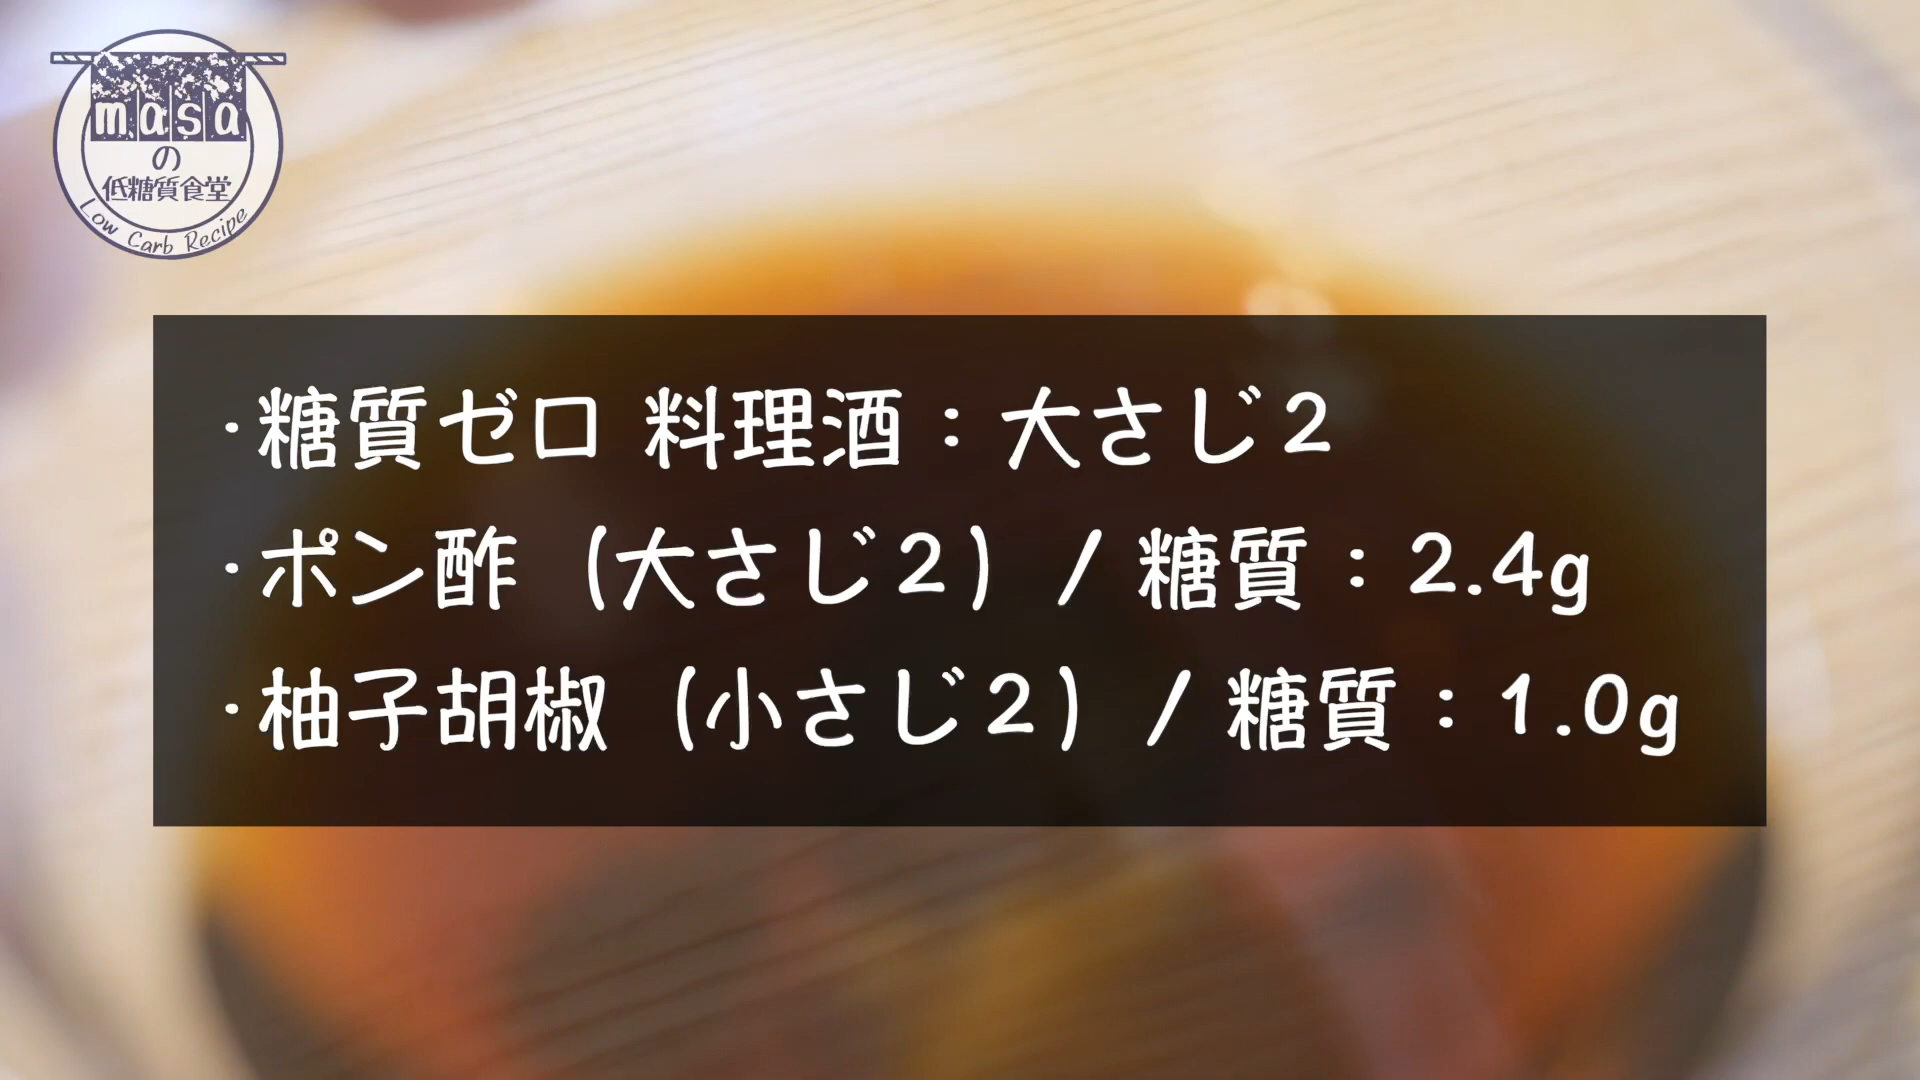 masa
の
低糖質食堂
Low Carb Recipe
・糖質ゼロ 料理酒：大さじ２
・ポン酢（大さじ２）/ 糖質：2.4g
・柚子胡椒（小さじ２）/ 糖質：1.0g